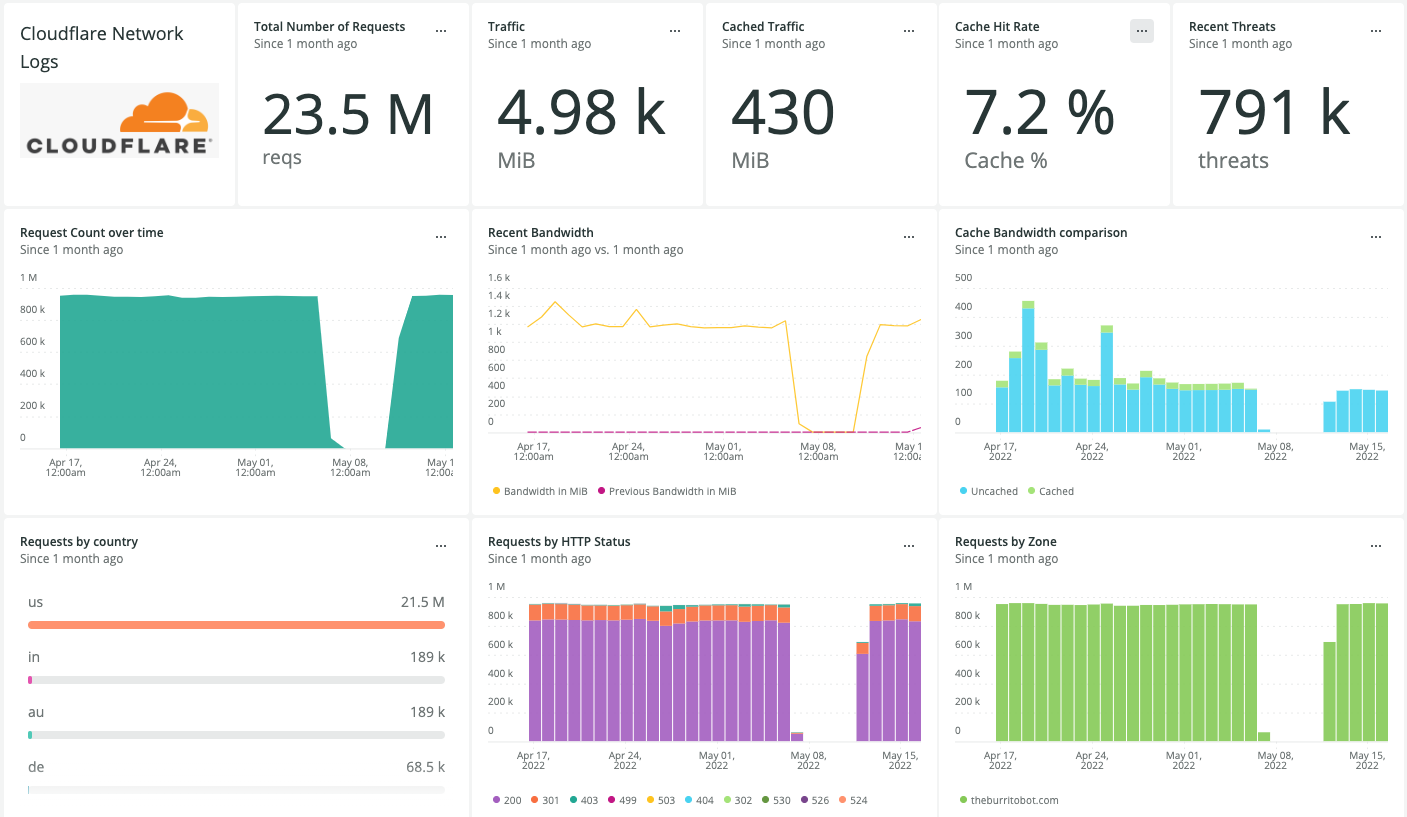 Cloudflare Network
Logs
CLOUDFLARE
Total Number of Requests
Since 1 month ago
23.5 M
reqs
Traffic
Since 1 month ago
4.98 k
MiB
Cached Traffic
Since 1 month ago
430
MiB
Cache Hit Rate
Since 1 month ago
7.2 %
Cache %
Recent Threats
Since 1 month ago
791 k
threats
Request Count over time
Since 1 month ago
1 M
800 k
600 k
400 k
200 k
0
Apr 17, Apr 24, May 01, May 08, May 1
12:00am 12:00am 12:00am 12:00am 12:00a
Recent Bandwidth
Since 1 month ago vs. 1 month ago
1.6 k
1.4 k
1.2 k
1 k
800
600
400
200
0
Apr 17, Apr 24, May 01, May 08, May 1
12:00am 12:00am 12:00am 12:00am 12:00a
Bandwidth in MiB Previous Bandwidth in MiB
Cache Bandwidth comparison
Since 1 month ago
500
400
300
200
100
0
Apr 17, Apr 24, May 01, May 08, May 15,
2022 2022 2022 2022 2022
Uncached Cached
Requests by country
Since 1 month ago
us 21.5 M
in 189 k
au 189 k
de 68.5 k
Requests by HTTP Status
Since 1 month ago
1 M
800 k
600 k
400 k
200 k
0
Apr 17, Apr 24, May 01, May 08, May 15,
2022 2022 2022 2022 2022
200 301 403 499 503 404 302 530 526 524
Requests by Zone
Since 1 month ago
1 M
800 k
600 k
400 k
200 k
0
Apr 17, Apr 24, May 01, May 08, May 15,
2022 2022 2022 2022 2022
theburritobot.com